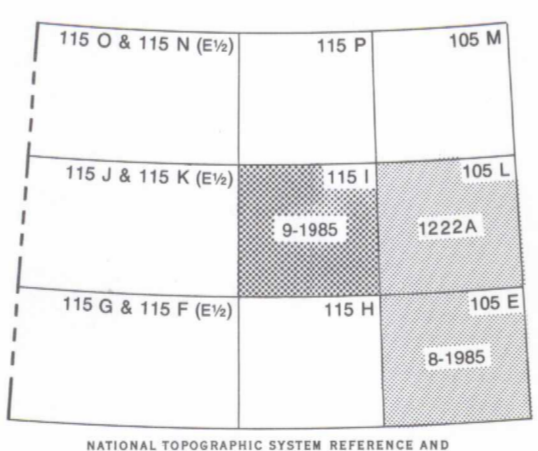 115 O & 115 N (E½) 115 P 105 M
115 J & 115 K (E½) 115 I 105 L
9-1985 1222A
115 G & 115 F (E½) 115 H 105 E
8-1985
NATIONAL TOPOGRAPHIC SYSTEM REFERENCE AND